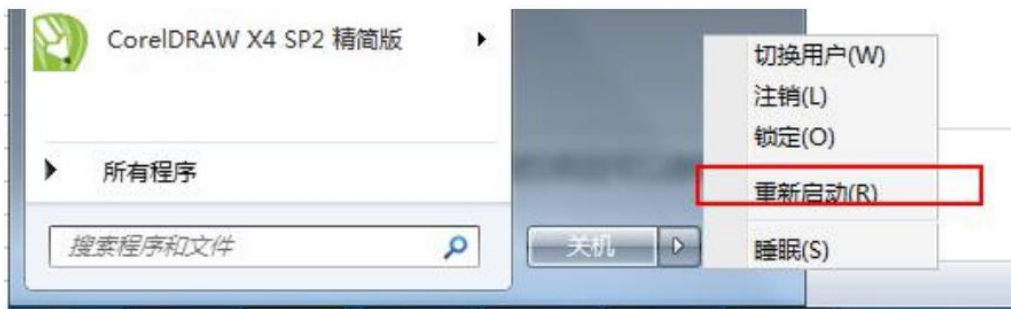 CorelDRAW X4 SP2 精简版
所有程序
搜索程序和文件
关机
切换用户(W)
注销(L)
锁定(O)
重新启动(R)
睡眠(S)